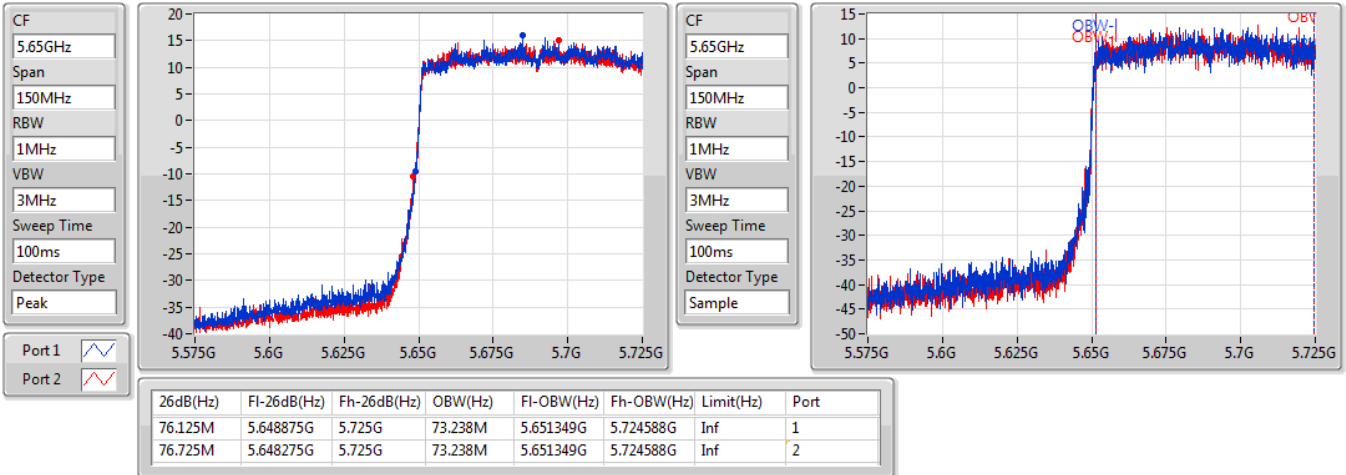 CF
5.65GHz
Span
150MHz
RBW
1MHz
VBW
3MHz
Sweep Time
100ms
Detector Type
Peak
20
15
10
5
0
-5
-10
-15
-20
-25
-30
-35
-40
5.575G 5.6G 5.625G 5.65G 5.675G 5.7G 5.725G
CF
5.65GHz
Span
150MHz
RBW
1MHz
VBW
3MHz
Sweep Time
100ms
Detector Type
Sample
15
10
5
0
-5
-10
-15
-20
-25
-30
-35
-40
-45
-50
OBW-l
OBW-l
OBW
5.575G 5.6G 5.625G 5.65G 5.675G 5.7G 5.725G
Port 1
Port 2
26dB(Hz) Fl-26dB(Hz) Fh-26dB(Hz) OBW(Hz) Fl-OBW(Hz) Fh-OBW(Hz) Limit(Hz) Port
76.125M 5.648875G 5.725G 73.238M 5.651349G 5.724588G Inf 1
76.725M 5.648275G 5.725G 73.238M 5.651349G 5.724588G Inf 2